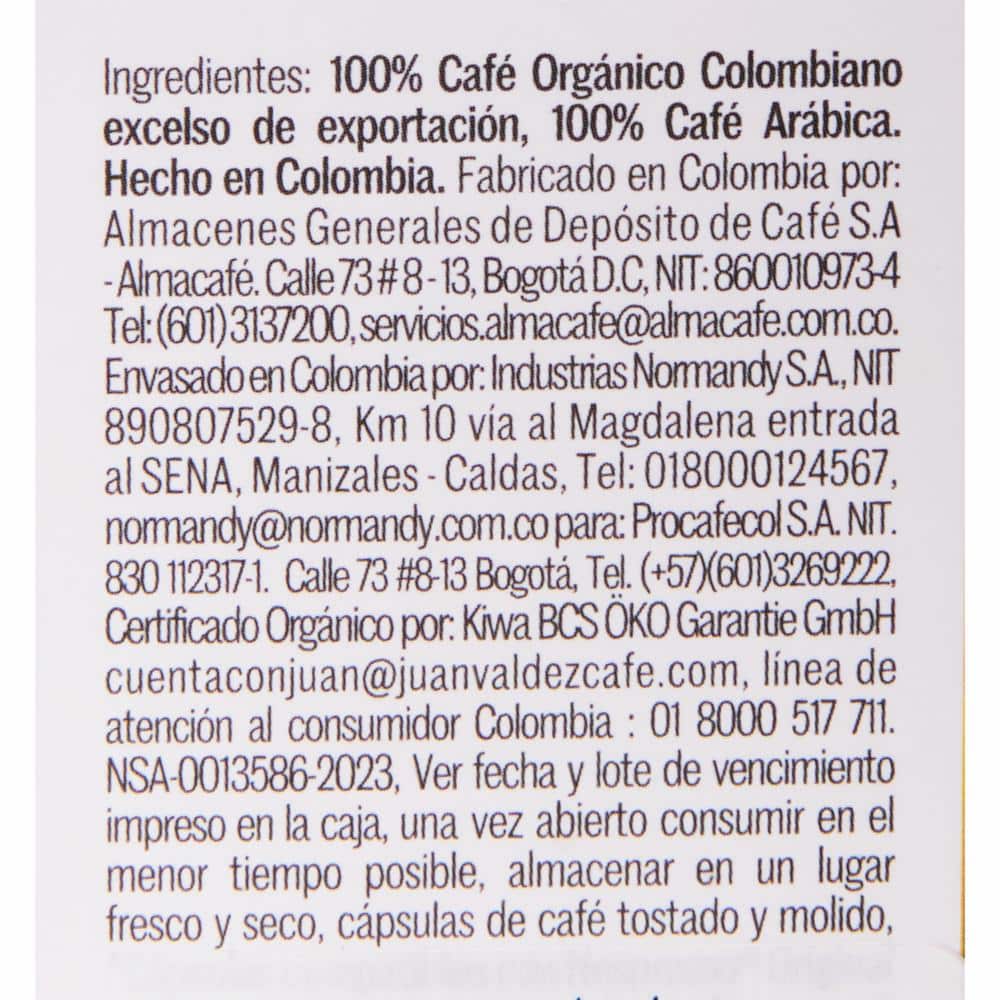 Ingredientes: 100% Café Orgánico Colombiano
excelso de exportación, 100% Café Arábica.
Hecho en Colombia. Fabricado en Colombia por:
Almacenes Generales de Depósito de Café S.A
- Almacafé. Calle 73 # 8 - 13, Bogotá D.C, NIT: 860010973-4
Tel: (601) 3137200, servicios.almacafe@almacafe.com.co.
Envasado en Colombia por: Industrias Normandy S.A., NIT
890807529-8, Km 10 vía al Magdalena entrada
al SENA, Manizales - Caldas, Tel: 018000124567,
normandy@normandy.com.co para: Procafecol S.A. NIT.
830 112317-1. Calle 73 #8-13 Bogotá, Tel. (+57)(601)3269222,
Certificado Orgánico por: Kiwa BCS ÖKO Garantie GmbH
cuentaconjuan@juanvaldezcafe.com, línea de
atención al consumidor Colombia : 01 8000 517 711.
NSA-0013586-2023, Ver fecha y lote de vencimiento
impreso en la caja, una vez abierto consumir en el
menor tiempo posible, almacenar en un lugar
fresco y seco, cápsulas de café tostado y molido,